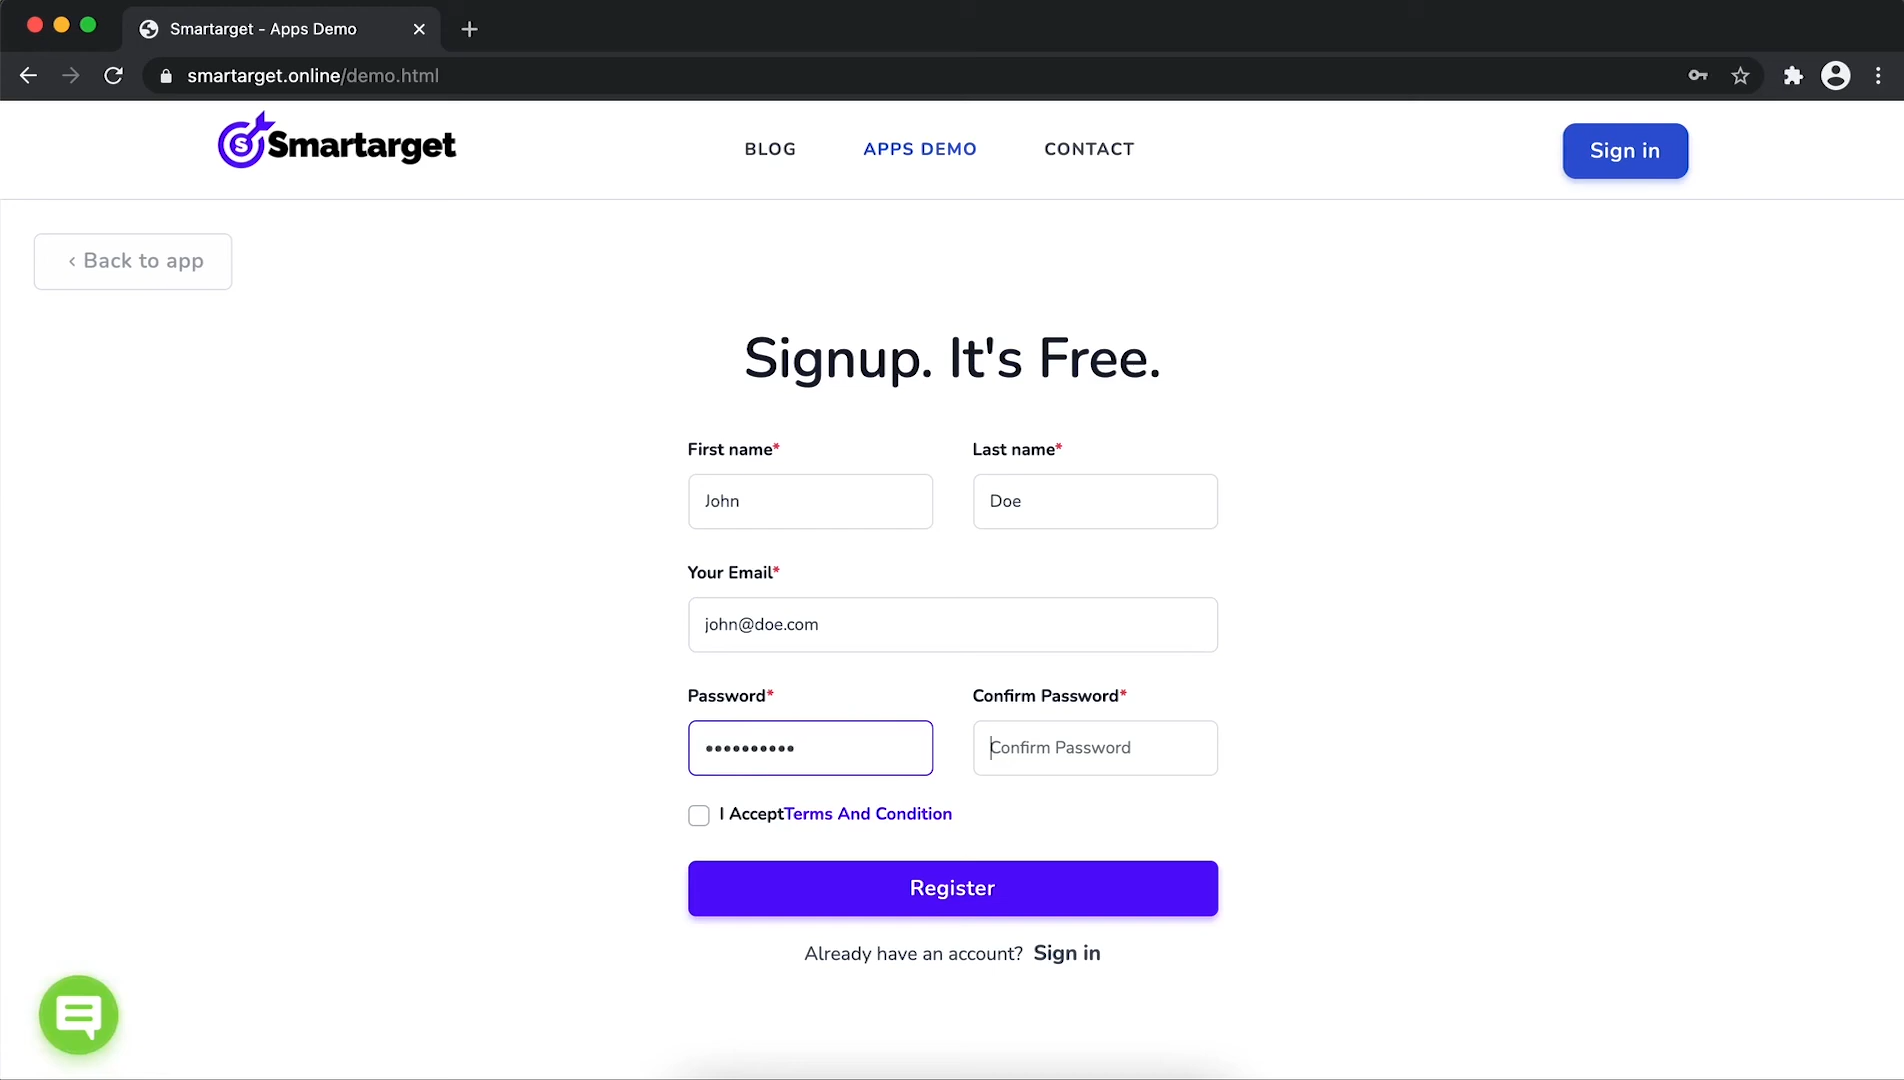 Smartarget - Apps Demo
smartarget.online/demo.html
Smartarget
BLOG
APPS DEMO
CONTACT
Sign in
‹ Back to app
Signup. It's Free.
First name*
Last name*
John
Doe
Your Email*
john@doe.com
Password*
Confirm Password*
••••••••••
Confirm Password
I AcceptTerms And Condition
Register
Already have an account? Sign in